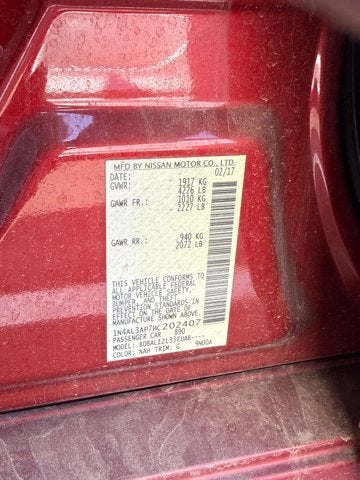 MFD BY NISSAN MOTOR CO., LTD.
DATE: 02/17
GVWR: 1917 KG
4226 LB
GAWR FR.: 1010 KG
2227 LB
GAWR RR.: 940 KG
2072 LB
THIS VEHICLE CONFORMS TO
ALL APPLICABLE FEDERAL
MOTOR VEHICLE SAFETY,
BUMPER, AND THEFT
PREVENTION STANDARDS IN
EFFECT ON THE DATE OF
MANUFACTURE SHOWN ABOVE.
1N4AL3AP7HC202407
PASSENGER CAR 890
MODEL: BDBALIZL33EUAB----
COLOR: NAH TRIM: G 9N00A